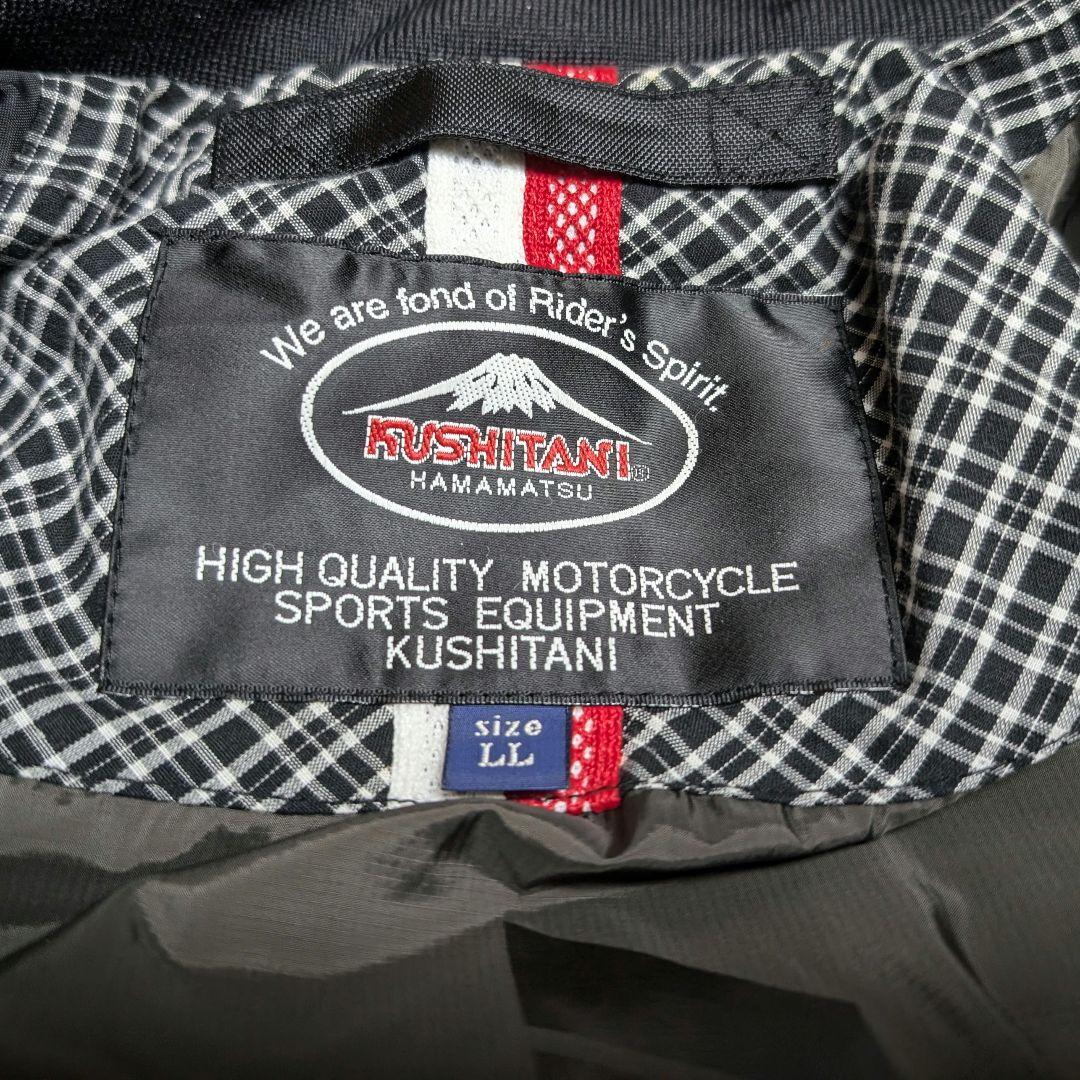 We are fond of Rider's Spirit.
KUSHITANI®
HAMAMATSU
HIGH QUALITY MOTORCYCLE
SPORTS EQUIPMENT
KUSHITANI
size
LL